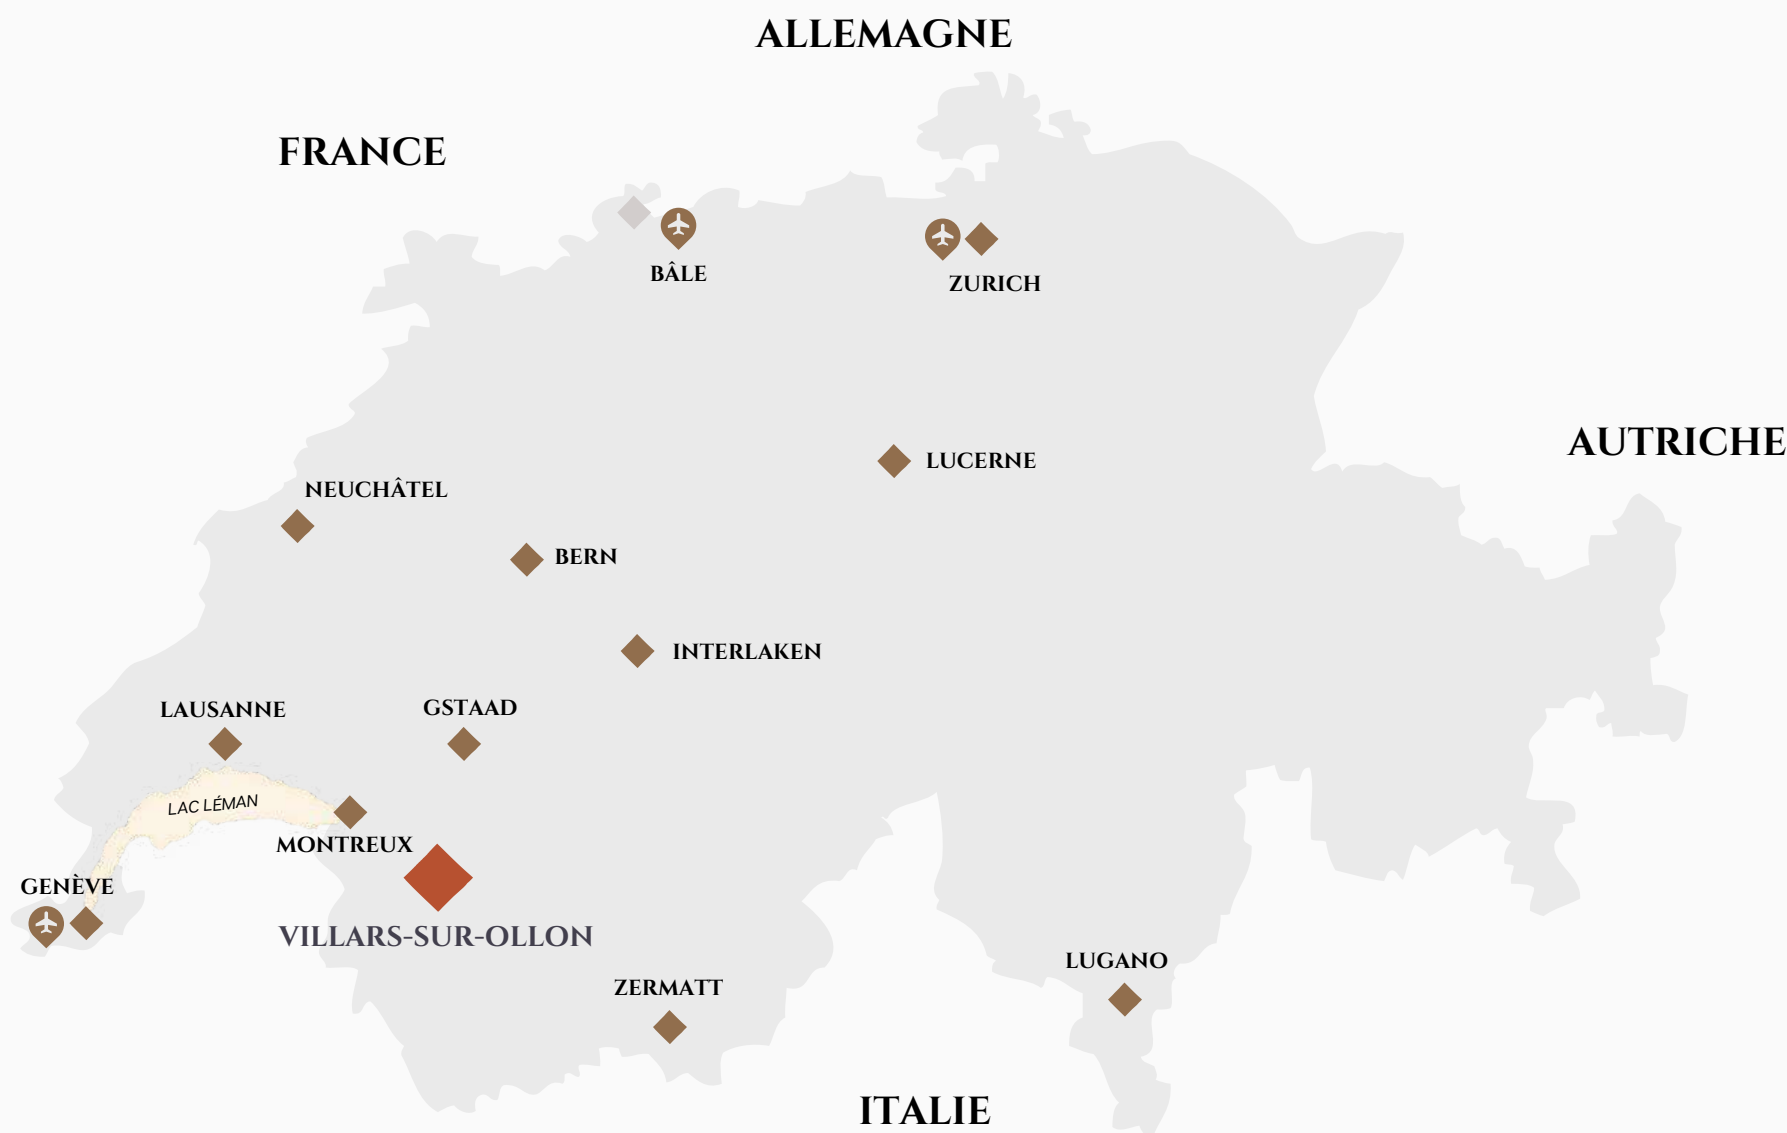 ALLEMAGNE
FRANCE
BÂLE
ZURICH
AUTRICHE
LUCERNE
NEUCHÂTEL
BERN
INTERLAKEN
LAUSANNE
GSTAAD
LAC LÉMAN
MONTREUX
GENÈVE
VILLARS-SUR-OLLON
LUGANO
ZERMATT
ITALIE